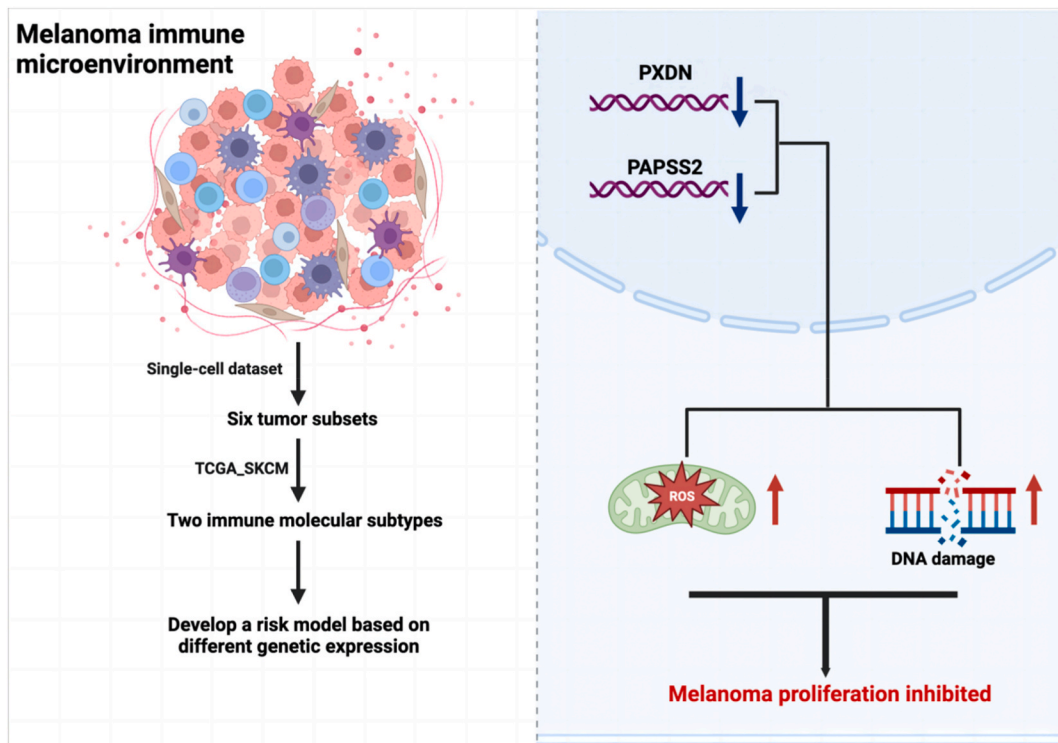 Melanoma immune
microenvironment
Single-cell dataset
Six tumor subsets
TCGA_SKCM
Two immune molecular subtypes
Develop a risk model based on
different genetic expression
PXDN
PAPSS2
ROS
DNA damage
Melanoma proliferation inhibited